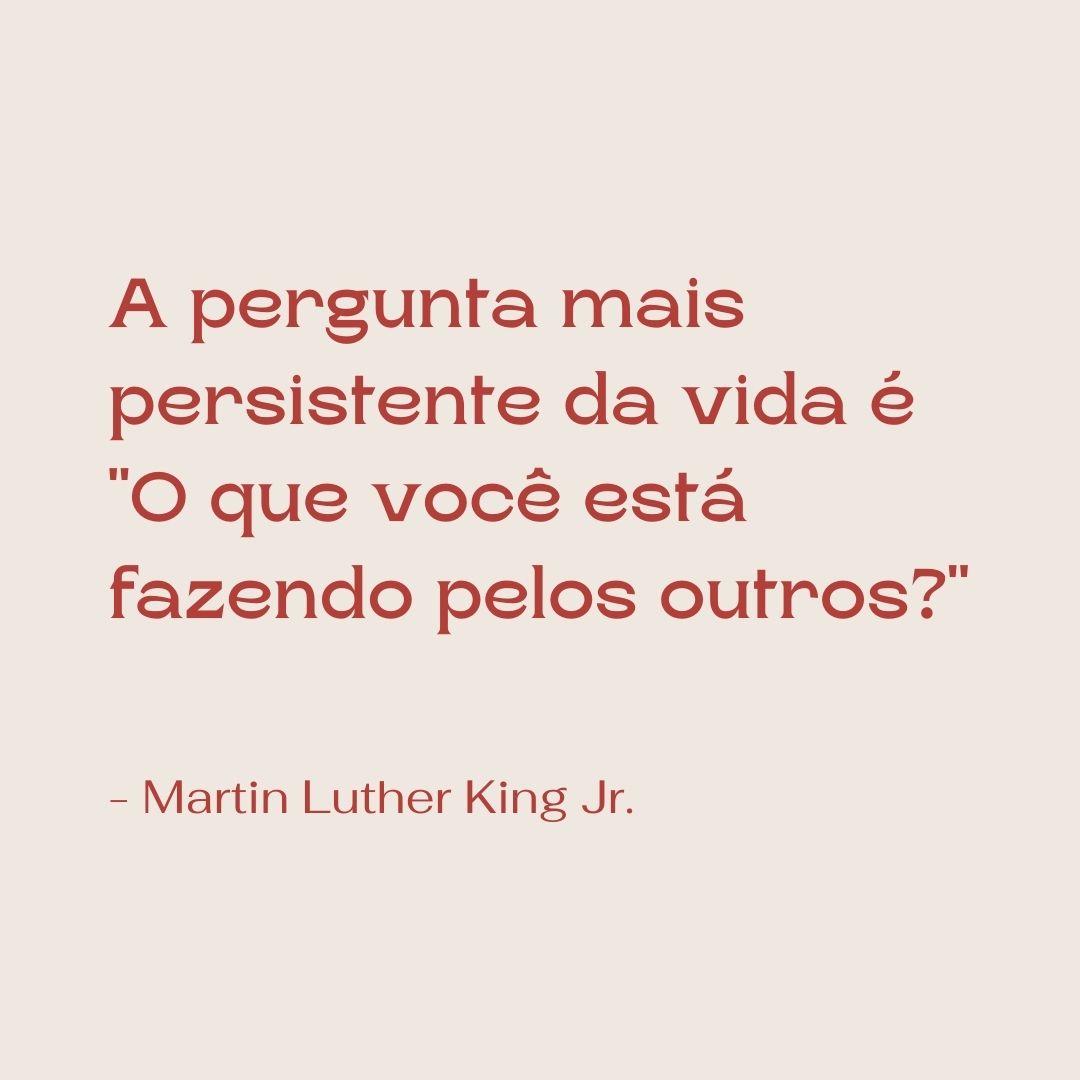 A pergunta mais
persistente da vida é
"O que você está
fazendo pelos outros?"
- Martin Luther King Jr.